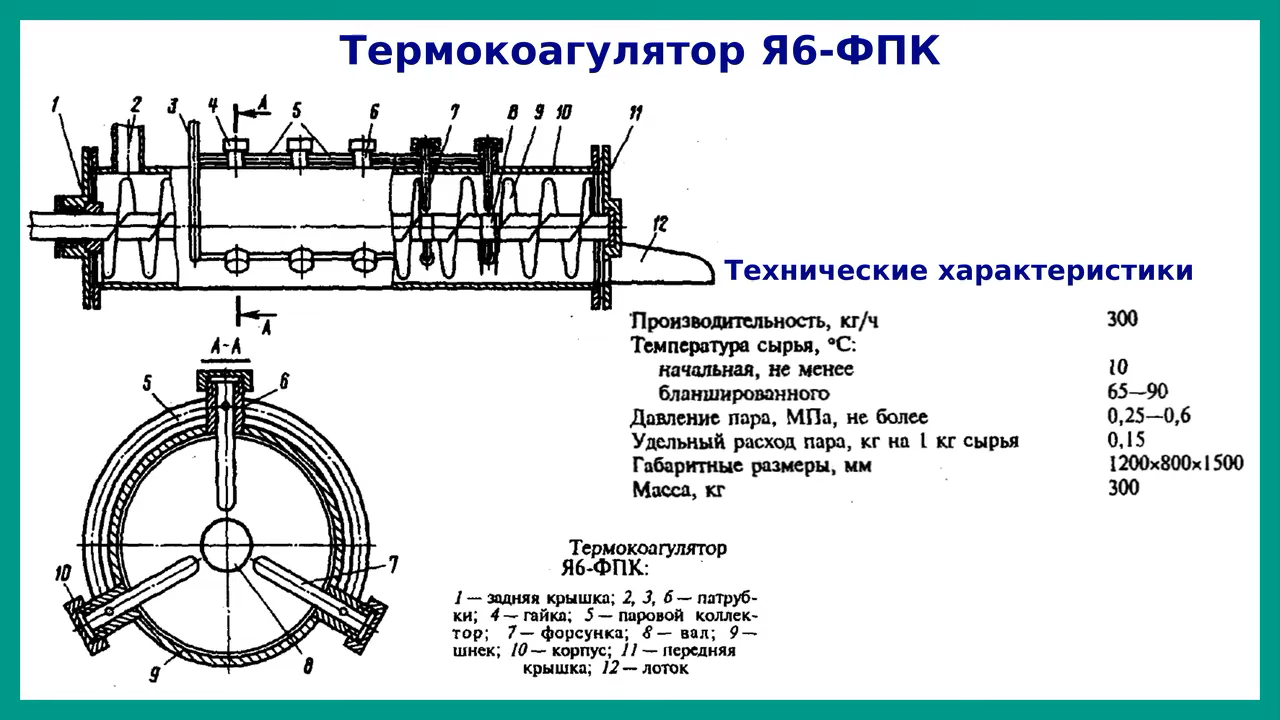 Термокоагулятор Я6-ФПК
1 2 3 4 А 5 6 7 8 9 10 11
12
А
Технические характеристики
Производительность, кг/ч 300
Температура сырья, °С:
начальная, не менее 10
бланшированного 65—90
Давление пара, МПа, не более 0,25—0,6
Удельный расход пара, кг на 1 кг сырья 0,15
Габаритные размеры, мм 1200×800×1500
Масса, кг 300
А-А
5 6
10 7
9 8
Термокоагулятор
Я6-ФПК:
1 — задняя крышка; 2, 3, 6 — патруб-
ки; 4 — гайка; 5 — паровой коллек-
тор; 7 — форсунка; 8 — вал; 9 —
шнек; 10 — корпус; 11 — передняя
крышка; 12 — лоток